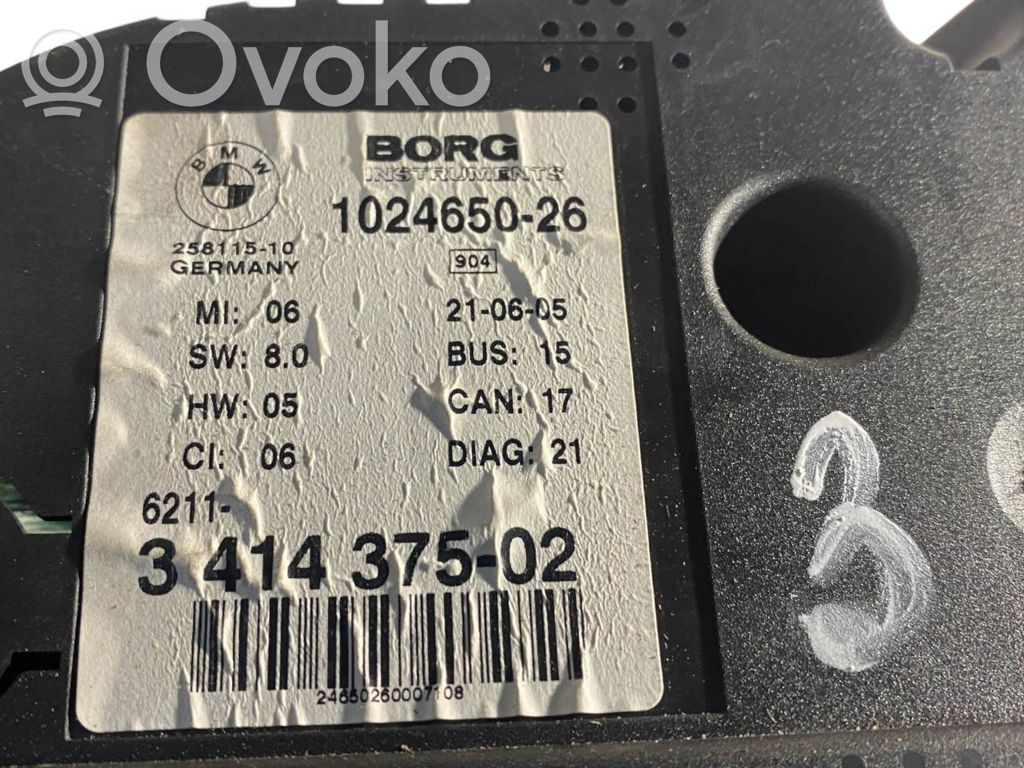 Ovoko
BMW
BORG
INSTRUMENTS
1024650-26
258115-10
GERMANY
904
MI: 06 21-06-05
SW: 8.0 BUS: 15
HW: 05 CAN: 17
CI: 06 DIAG: 21
6211-
3 414 375-02
24650260007108